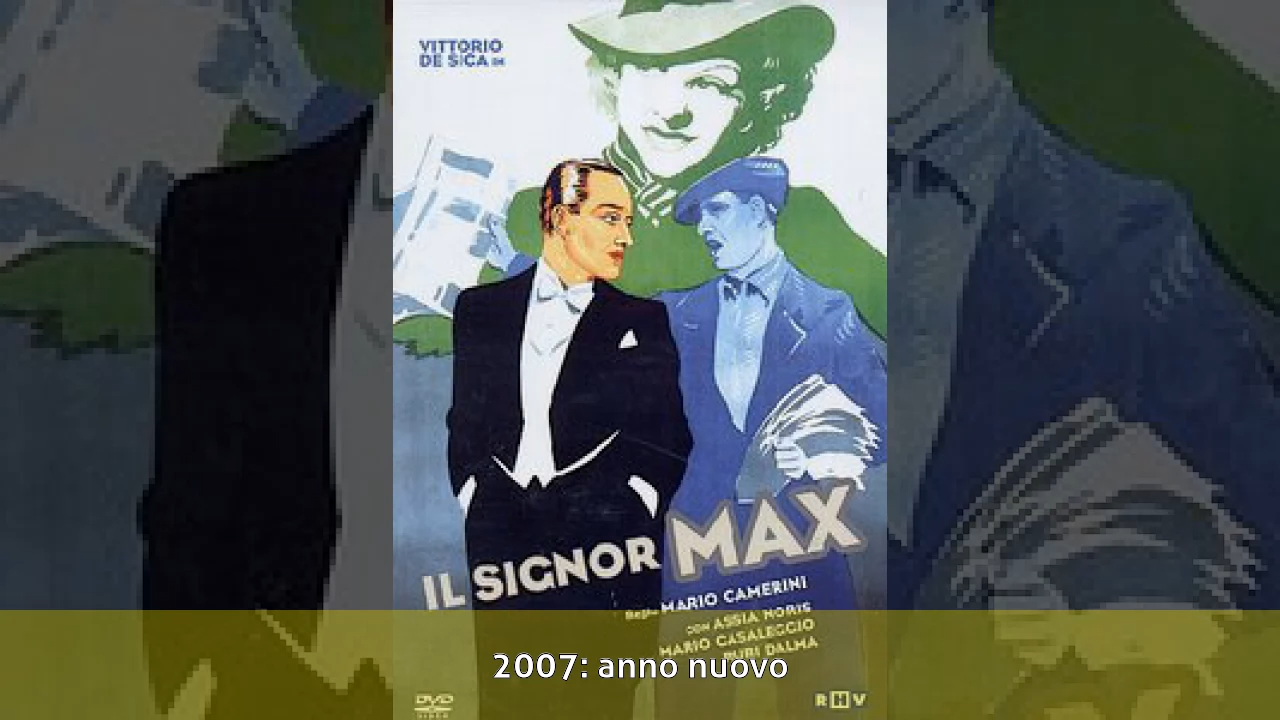 VITTORIO
DE SICA IN
IL SIGNOR MAX
Regia MARIO CAMERINI
CON ASSIA NORIS
MARIO CASALEGGIO
RUBI DALMA
2007: anno nuovo
DVD
VIDEO
RHV